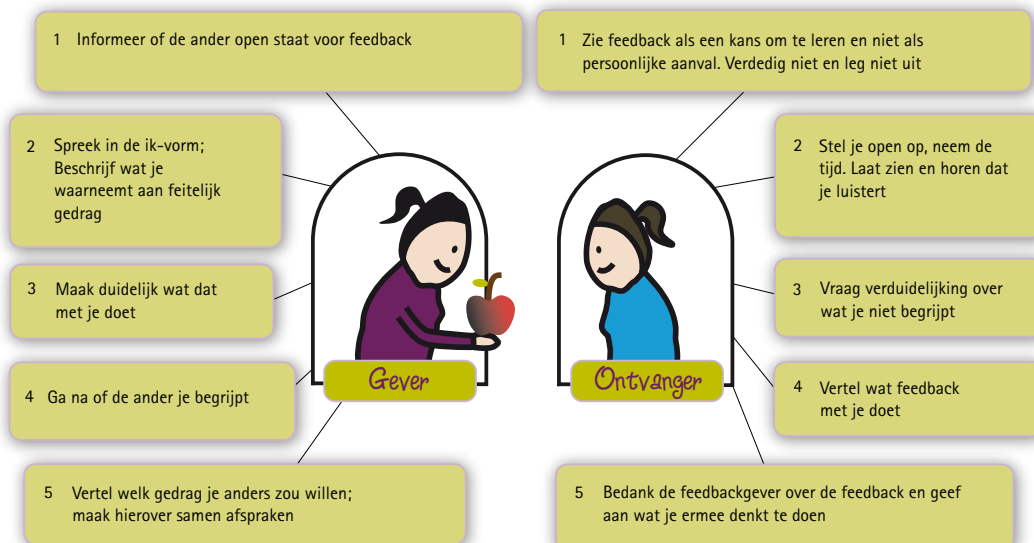 1 Informeer of de ander open staat voor feedback
2 Spreek in de ik-vorm;
Beschrijf wat je
waarneemt aan feitelijk
gedrag
3 Maak duidelijk wat dat
met je doet
4 Ga na of de ander je begrijpt
5 Vertel welk gedrag je anders zou willen;
maak hierover samen afspraken
Gever
1 Zie feedback als een kans om te leren en niet als
persoonlijke aanval. Verdedig niet en leg niet uit
2 Stel je open op, neem de
tijd. Laat zien en horen dat
je luistert
3 Vraag verduidelijking over
wat je niet begrijpt
4 Vertel wat feedback
met je doet
5 Bedank de feedbackgever over de feedback en geef
aan wat je ermee denkt te doen
Ontvanger